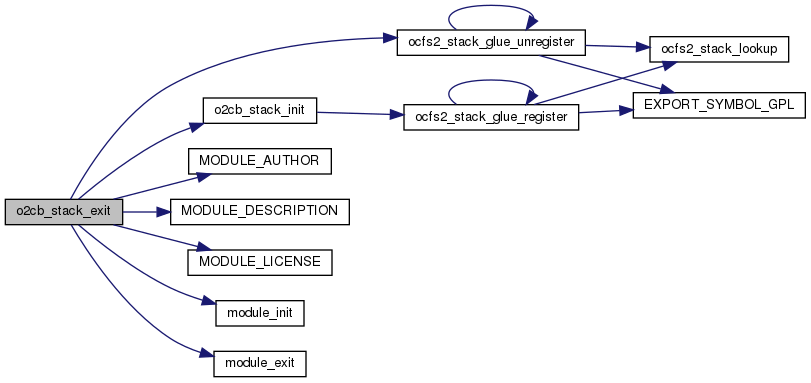 ocfs2_stack_glue_unregister
ocfs2_stack_lookup
o2cb_stack_init
EXPORT_SYMBOL_GPL
ocfs2_stack_glue_register
MODULE_AUTHOR
o2cb_stack_exit
MODULE_DESCRIPTION
MODULE_LICENSE
module_init
module_exit